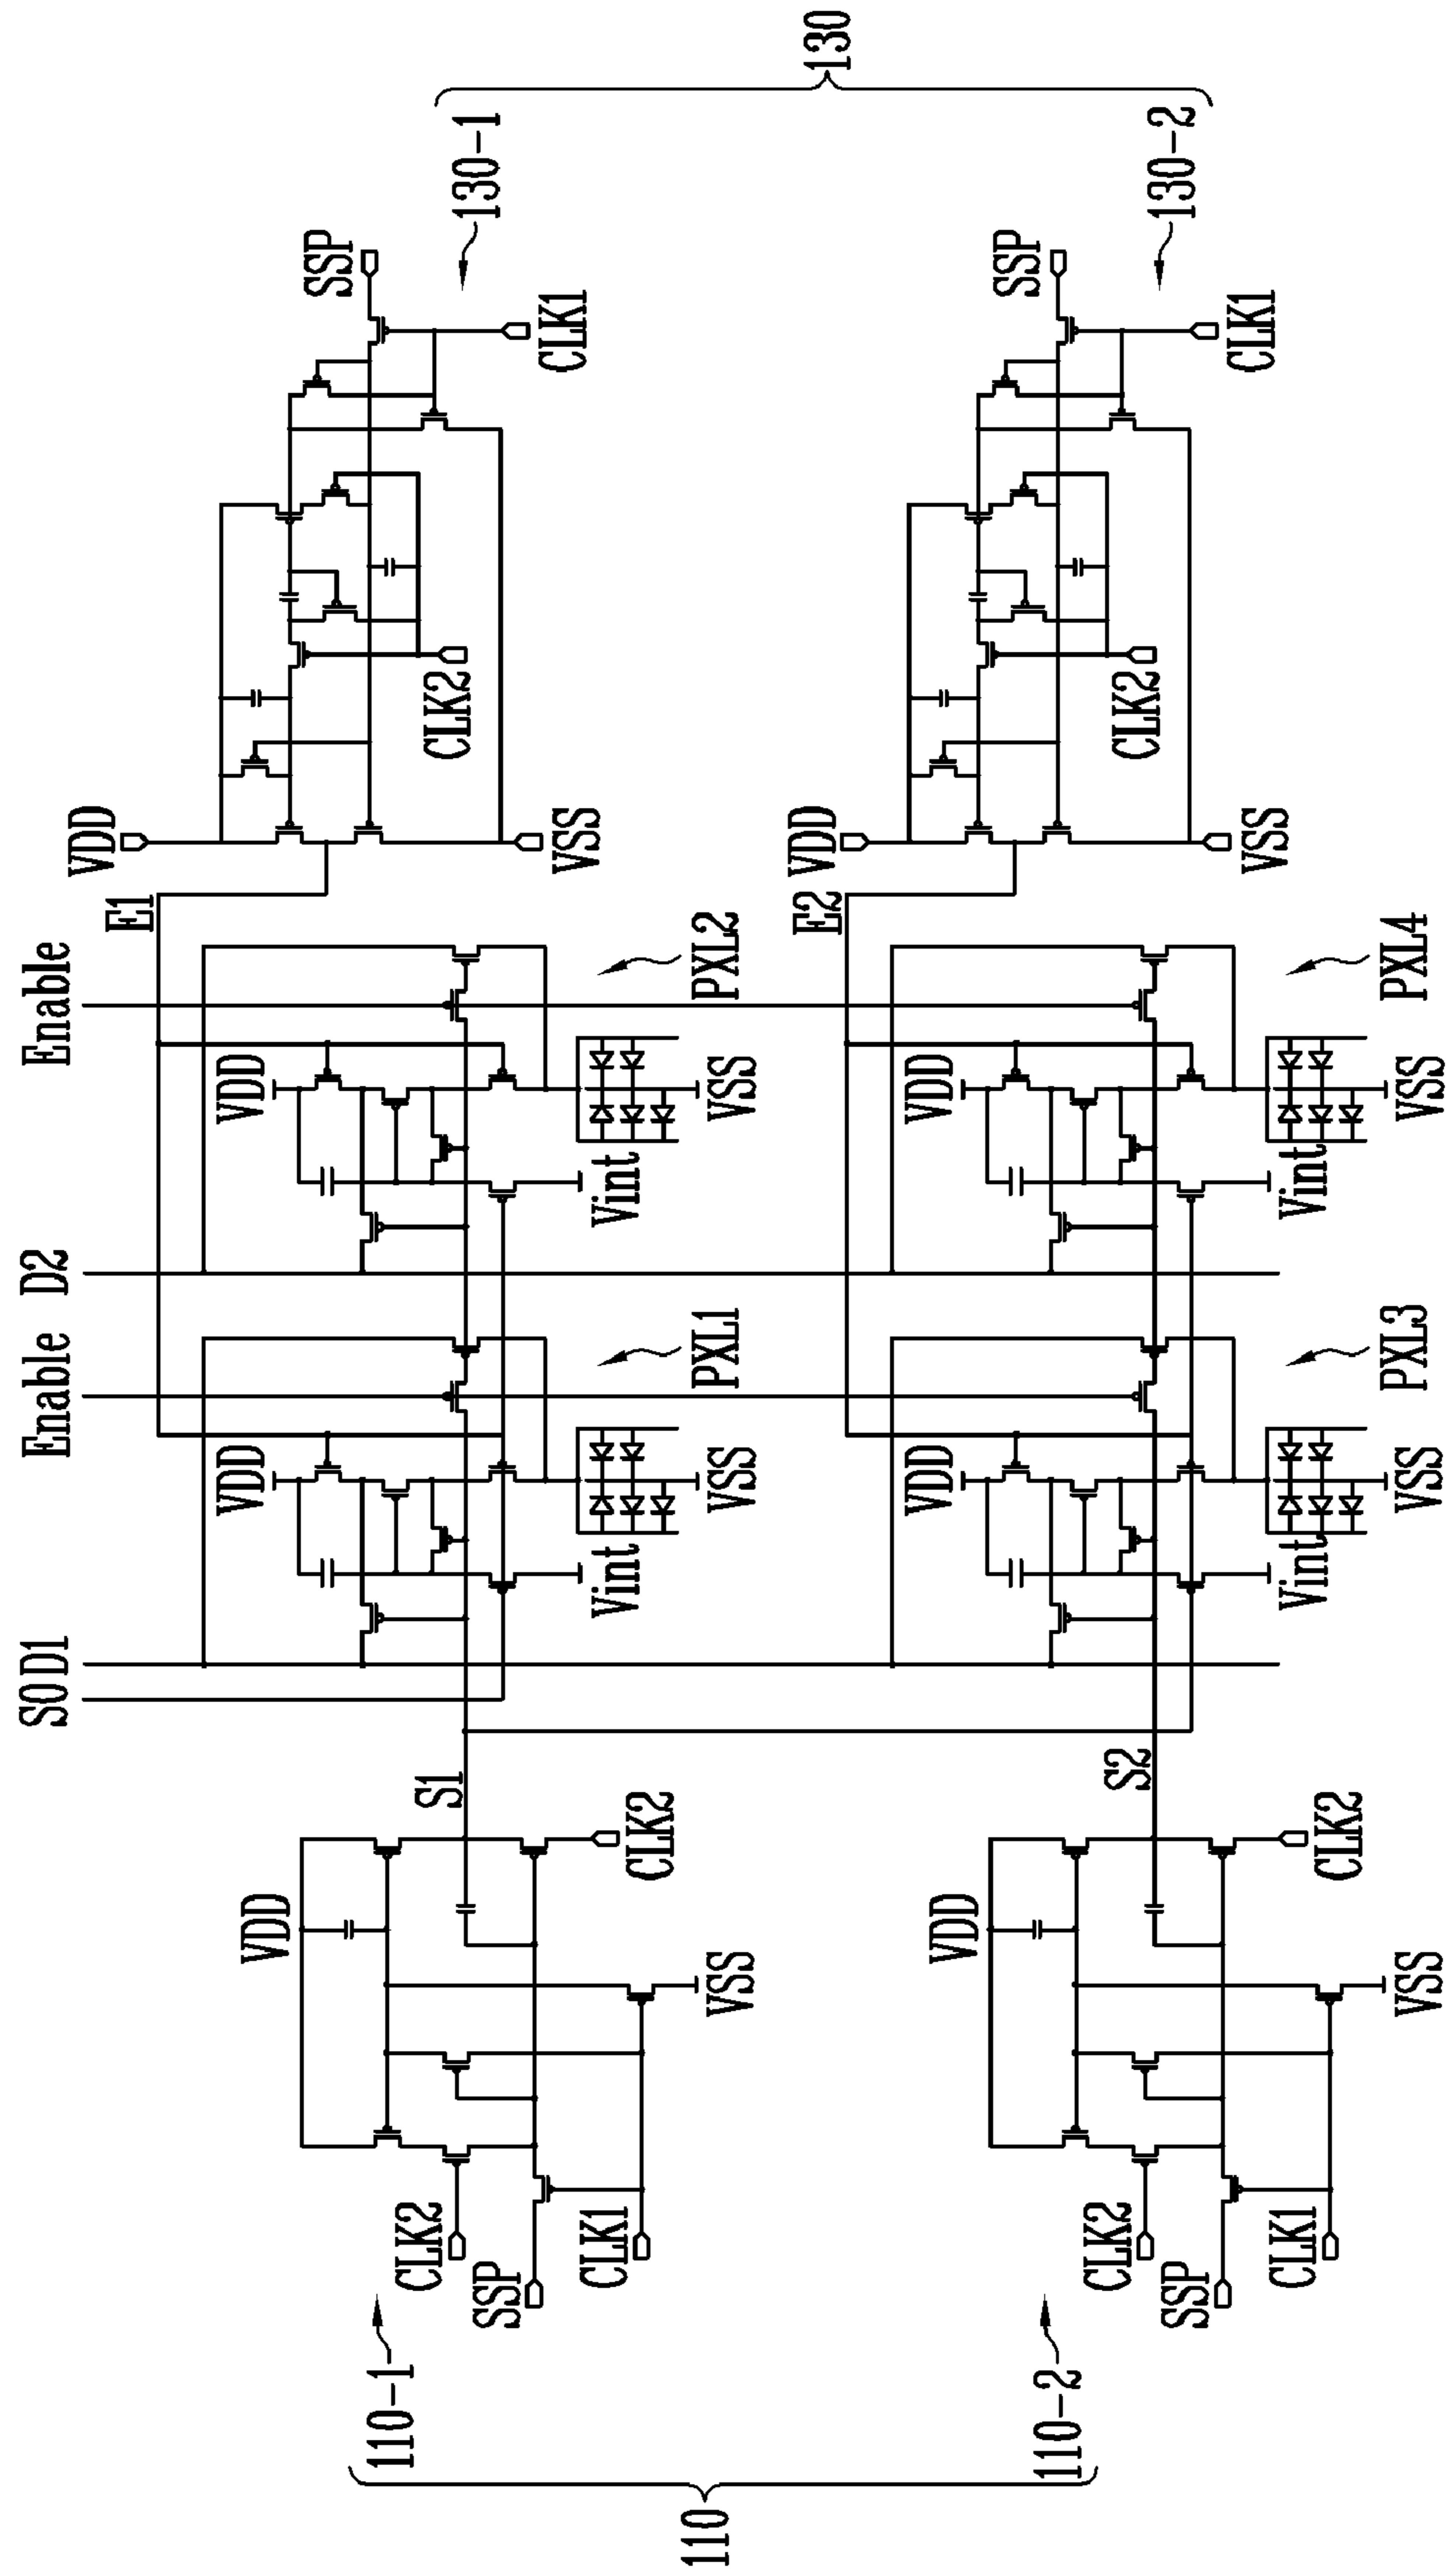 S0 D1
Enable
D2
Enable
VDD
E1
VDD
VDD
VDD
SSP
110-1
CLK2
S1
CLK2
130-1
SSP
CLK1
VSS
CLK1
Vint
Vint
CLK2
110
VSS
VSS
PXL1
VSS
PXL2
130
VDD
E2
VDD
VDD
VDD
SSP
110-2
CLK2
S2
CLK2
130-2
SSP
CLK1
VSS
CLK1
Vint
Vint
CLK2
VSS
VSS
PXL3
VSS
PXL4